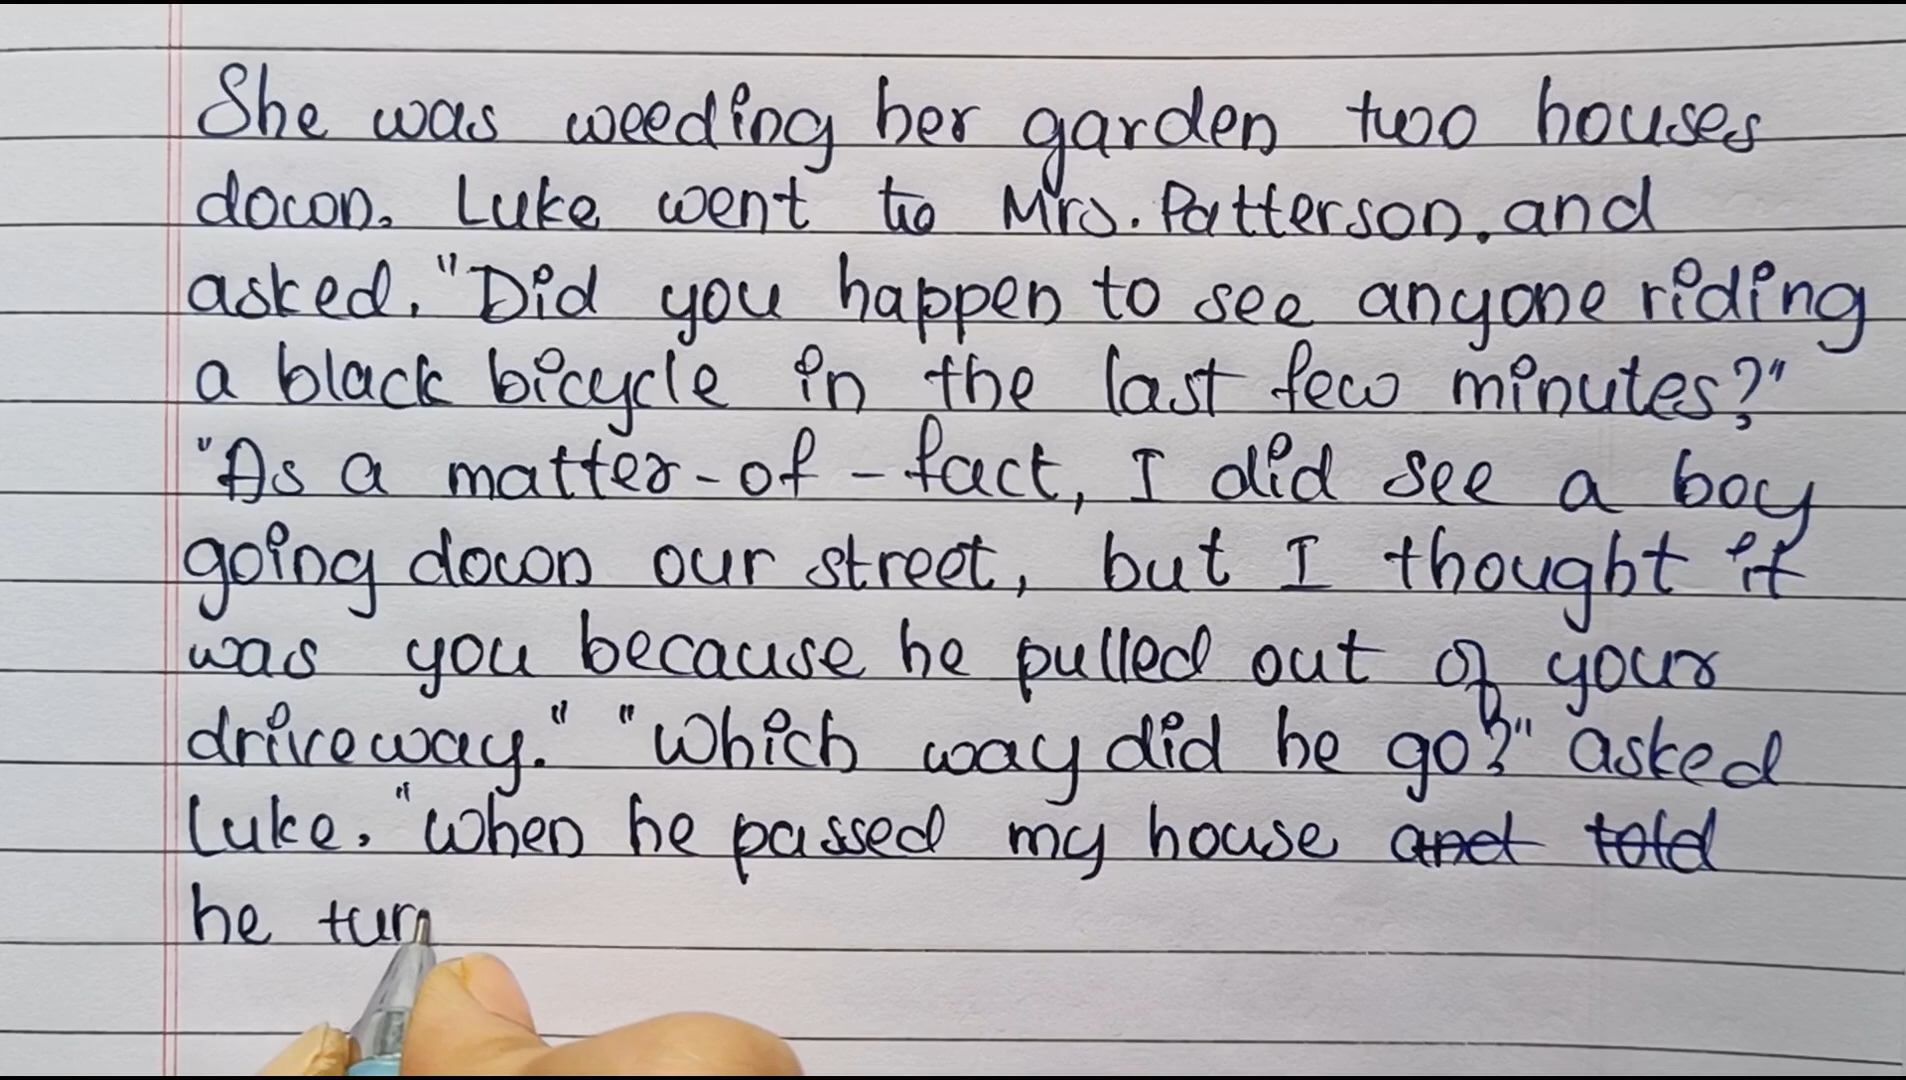 She was weeding her garden two houses
down. Luke went to Mrs. Patterson. and
asked. "Did you happen to see anyone riding
a black bicycle in the last few minutes?"
"As a matter-of-fact, I did see a boy
going down our street, but I thought it
was you because he pulled out of your
driveway." "Which way did he go?" asked
Luke. "When he passed my house and told
he tur